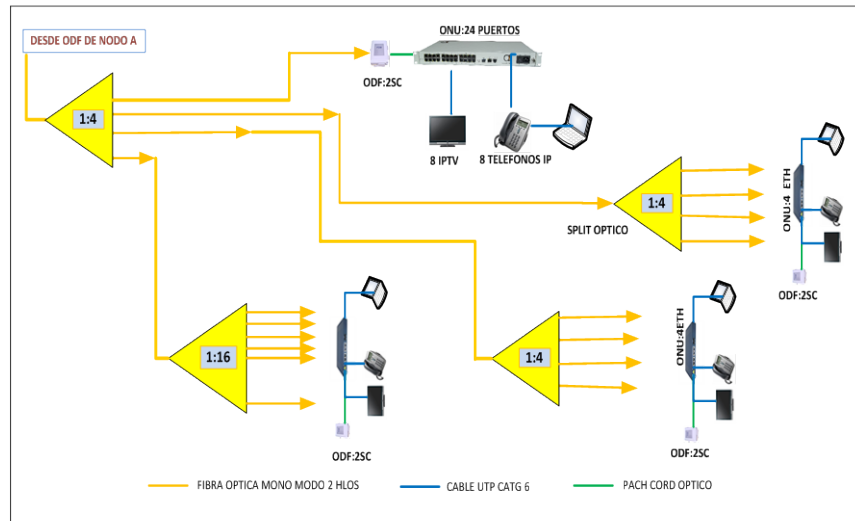 DESDE ODF DE NODO A
ONU:24 PUERTOS
ODF:2SC
1:4
8 IPTV
8 TELEFONOS IP
1:4
SPLIT OPTICO
ONU:4 ETH
ODF:2SC
1:16
ODF:2SC
1:4
ONU:4ETH
ODF:2SC
FIBRA OPTICA MONO MODO 2 HLOS
CABLE UTP CATG 6
PACH CORD OPTICO